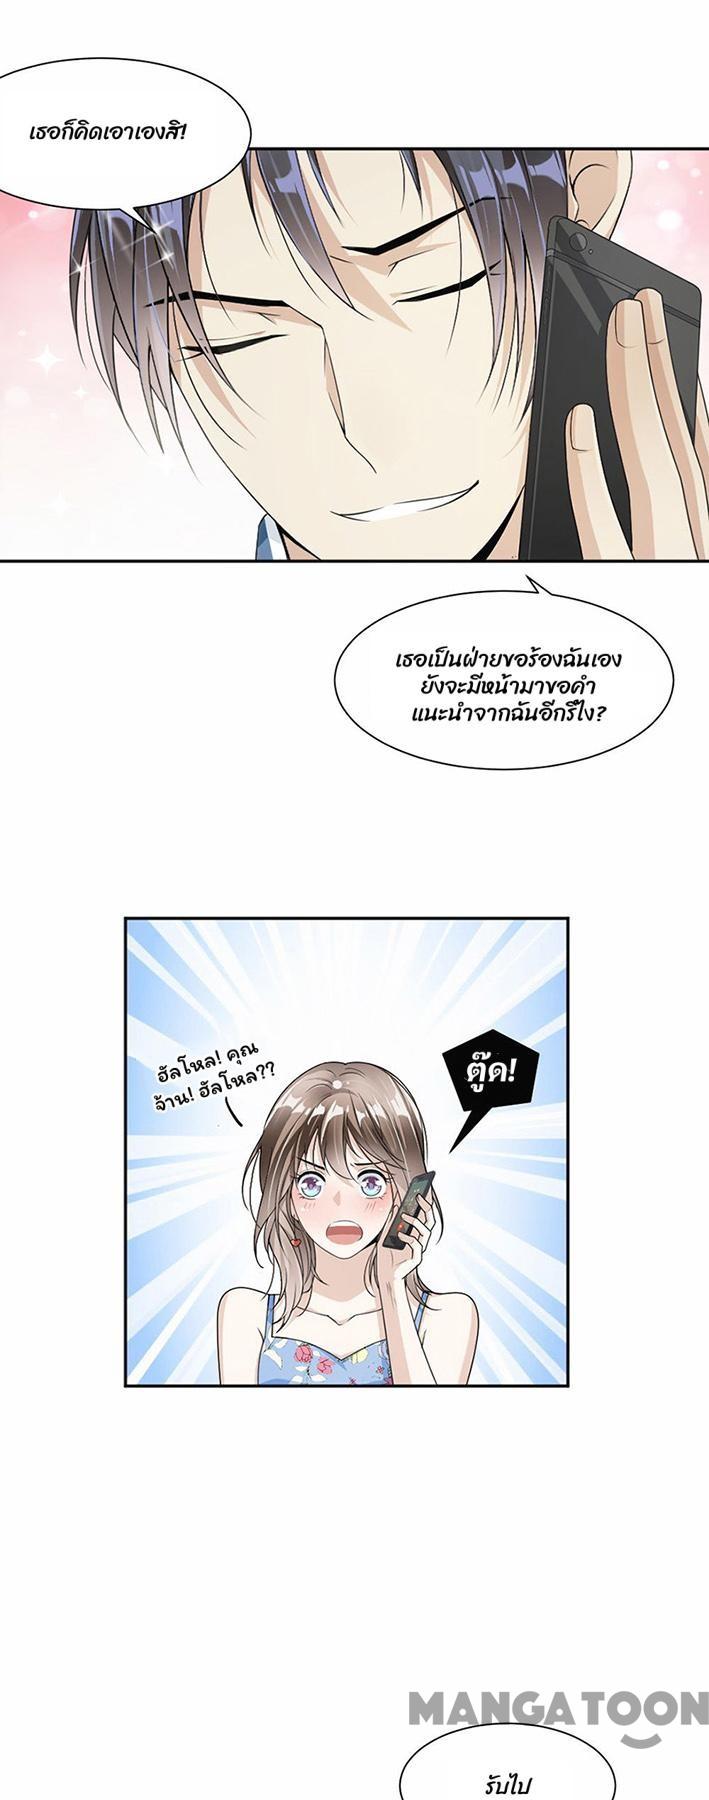 เธอก็คิดเอาเองสิ!
เธอเป็นฝ่ายขอร้องฉันเอง
ยังจะมีหน้ามาขอคำ
แนะนำจากฉันอีกรึไง?
ฮัลโหล! คุณ
จ้าน! ฮัลโหล??
ตู๊ด!
MANGATOON
รับไป